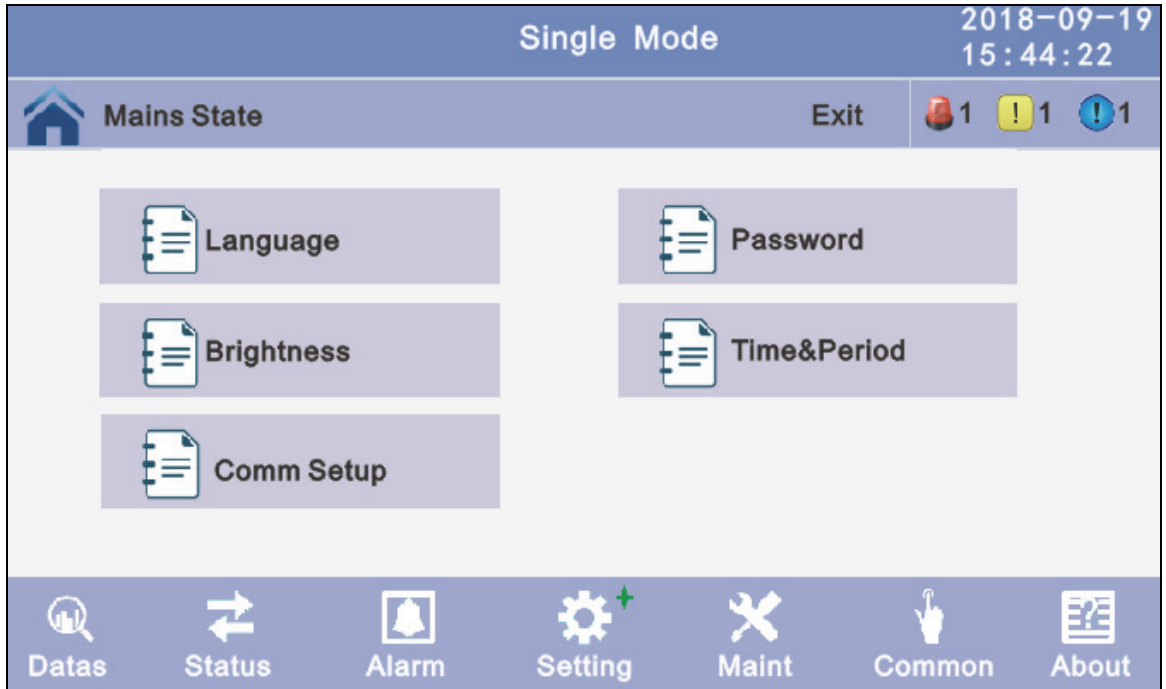 Single Mode
2018-09-19
15:44:22
Mains State
Exit
1
! 1
! 1
Language
Password
Brightness
Time&Period
Comm Setup
Datas
Status
Alarm
Setting
Maint
Common
About